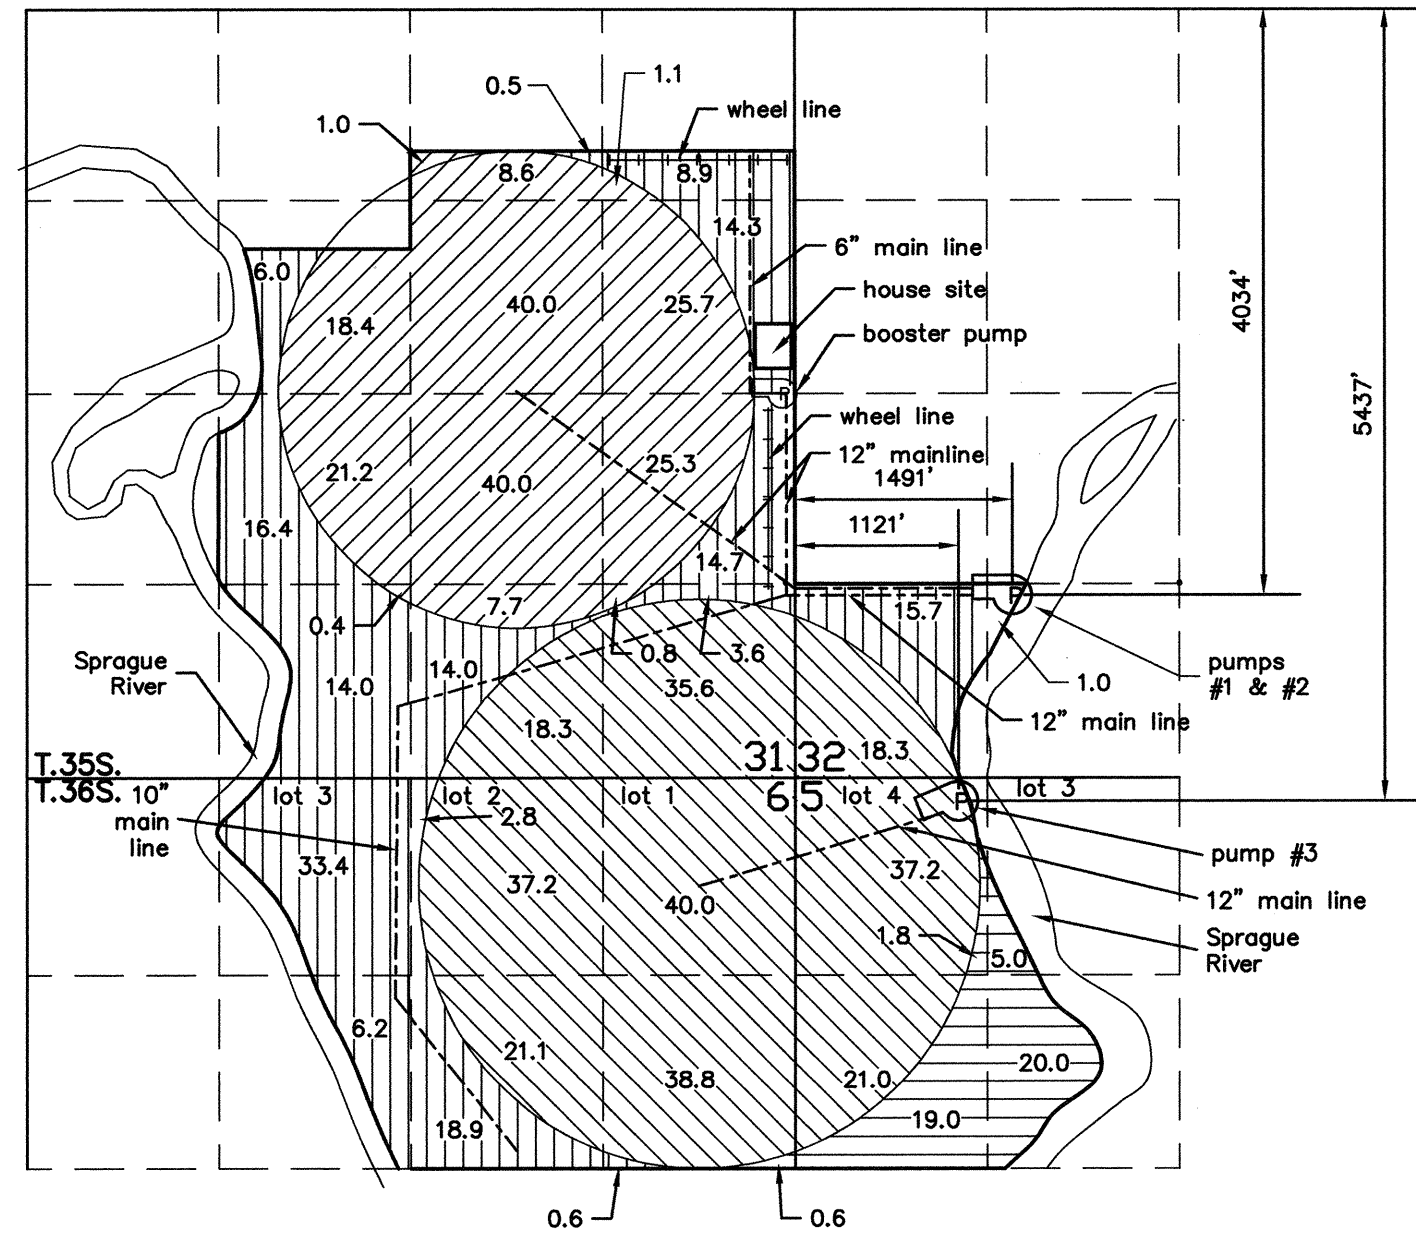 1.1
0.5
wheel line
1.0
8.6
8.9
14.3
6" main line
6.0
house site
40.0
25.7
18.4
booster pump
4034'
5437'
P
wheel line
12" mainline
25.3
21.2
40.0
1491'
1121'
16.4
14.7
P
7.7
15.7
0.4
0.8
3.6
Sprague
River
14.0
14.0
35.6
1.0
pumps
#1 & #2
18.3
12" main line
18.3
31 32
T.35S.
T.36S.
6 5
10"
main
line
lot 3
lot 2
lot 1
lot 4
lot 3
P
2.8
pump #3
33.4
37.2
37.2
40.0
12" main line
1.8
Sprague
River
5.0
6.2
21.1
38.8
21.0
20.0
19.0
18.9
0.6
0.6